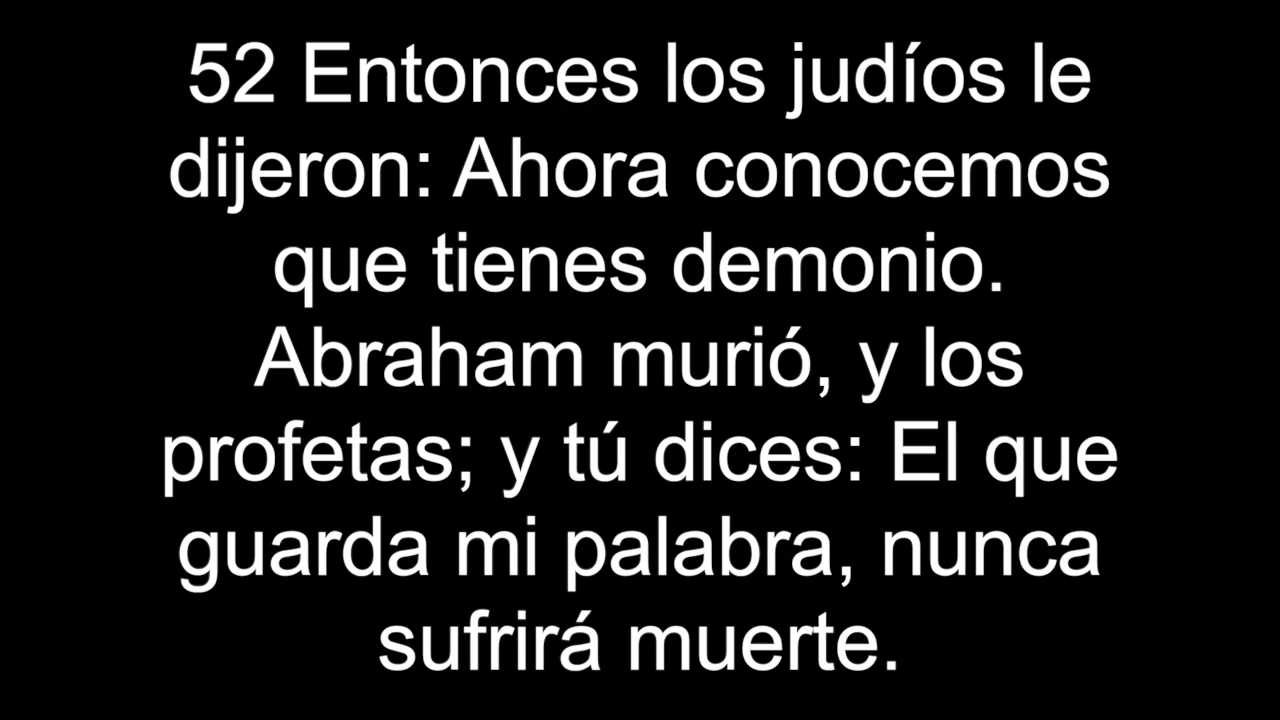 52 Entonces los judíos le
dijeron: Ahora conocemos
que tienes demonio.
Abraham murió, y los
profetas; y tú dices: El que
guarda mi palabra, nunca
sufrirá muerte.